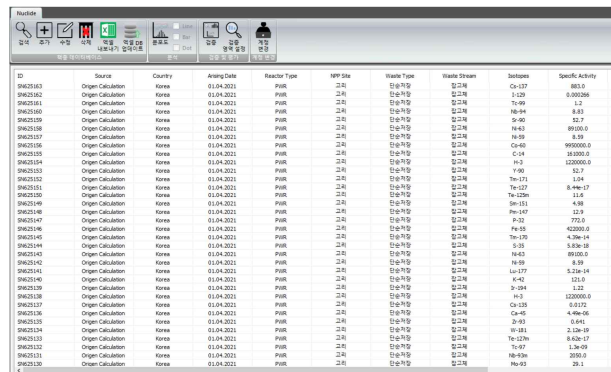 Nuclide
검색 추가 수정 삭제 엑셀 내보내기 엑셀 DB 업데이트 분포도 Line Bar Dot 검증 검증 영역 설정 계정 변경
핵종 데이터베이스 분석 검증 및 평가 계정 변경
ID Source Country Arising Date Reactor Type NPP Site Waste Type Waste Stream Isotopes Specific Activity
SN625163 Origen Calculation Korea 01.04.2021 PWR 고리 단순저장 잡고체 Cs-137 883.0
SN625162 Origen Calculation Korea 01.04.2021 PWR 고리 단순저장 잡고체 I-129 0.000266
SN625161 Origen Calculation Korea 01.04.2021 PWR 고리 단순저장 잡고체 Tc-99 1.2
SN625160 Origen Calculation Korea 01.04.2021 PWR 고리 단순저장 잡고체 Nb-94 8.83
SN625159 Origen Calculation Korea 01.04.2021 PWR 고리 단순저장 잡고체 Sr-90 52.7
SN625158 Origen Calculation Korea 01.04.2021 PWR 고리 단순저장 잡고체 Ni-63 89100.0
SN625157 Origen Calculation Korea 01.04.2021 PWR 고리 단순저장 잡고체 Ni-59 8.59
SN625156 Origen Calculation Korea 01.04.2021 PWR 고리 단순저장 잡고체 Co-60 9950000.0
SN625155 Origen Calculation Korea 01.04.2021 PWR 고리 단순저장 잡고체 C-14 161000.0
SN625154 Origen Calculation Korea 01.04.2021 PWR 고리 단순저장 잡고체 H-3 1220000.0
SN625153 Origen Calculation Korea 01.04.2021 PWR 고리 단순저장 잡고체 Y-90 52.7
SN625152 Origen Calculation Korea 01.04.2021 PWR 고리 단순저장 잡고체 Tm-171 1.04
SN625151 Origen Calculation Korea 01.04.2021 PWR 고리 단순저장 잡고체 Te-127 8.44e-17
SN625150 Origen Calculation Korea 01.04.2021 PWR 고리 단순저장 잡고체 Te-125m 11.6
SN625149 Origen Calculation Korea 01.04.2021 PWR 고리 단순저장 잡고체 Sm-151 4.98
SN625148 Origen Calculation Korea 01.04.2021 PWR 고리 단순저장 잡고체 Pm-147 12.9
SN625147 Origen Calculation Korea 01.04.2021 PWR 고리 단순저장 잡고체 P-32 772.0
SN625146 Origen Calculation Korea 01.04.2021 PWR 고리 단순저장 잡고체 Fe-55 422000.0
SN625145 Origen Calculation Korea 01.04.2021 PWR 고리 단순저장 잡고체 Tm-170 4.39e-14
SN625144 Origen Calculation Korea 01.04.2021 PWR 고리 단순저장 잡고체 S-35 5.83e-18
SN625143 Origen Calculation Korea 01.04.2021 PWR 고리 단순저장 잡고체 Ni-63 89100.0
SN625142 Origen Calculation Korea 01.04.2021 PWR 고리 단순저장 잡고체 Ni-59 8.59
SN625141 Origen Calculation Korea 01.04.2021 PWR 고리 단순저장 잡고체 Lu-177 5.21e-14
SN625140 Origen Calculation Korea 01.04.2021 PWR 고리 단순저장 잡고체 K-42 121.0
SN625139 Origen Calculation Korea 01.04.2021 PWR 고리 단순저장 잡고체 Ir-194 1.22
SN625138 Origen Calculation Korea 01.04.2021 PWR 고리 단순저장 잡고체 H-3 1220000.0
SN625137 Origen Calculation Korea 01.04.2021 PWR 고리 단순저장 잡고체 Cs-135 0.0172
SN625136 Origen Calculation Korea 01.04.2021 PWR 고리 단순저장 잡고체 Ca-45 4.49e-06
SN625135 Origen Calculation Korea 01.04.2021 PWR 고리 단순저장 잡고체 Zr-93 0.641
SN625134 Origen Calculation Korea 01.04.2021 PWR 고리 단순저장 잡고체 W-181 2.12e-19
SN625133 Origen Calculation Korea 01.04.2021 PWR 고리 단순저장 잡고체 Te-127m 8.62e-17
SN625132 Origen Calculation Korea 01.04.2021 PWR 고리 단순저장 잡고체 Tc-97 1.3e-09
SN625131 Origen Calculation Korea 01.04.2021 PWR 고리 단순저장 잡고체 Nb-93m 2050.0
SN625130 Origen Calculation Korea 01.04.2021 PWR 고리 단순저장 잡고체 Mo-93 29.1